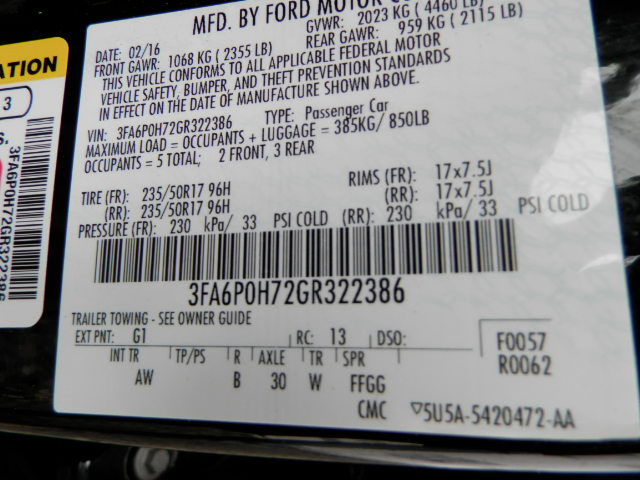 MFD. BY FORD MOTOR
DATE: 02/16 GVWR: 2023 KG ( 4460 LB )
FRONT GAWR: 1068 KG ( 2355 LB) REAR GAWR: 959 KG ( 2115 LB)
THIS VEHICLE CONFORMS TO ALL APPLICABLE FEDERAL MOTOR
VEHICLE SAFETY, BUMPER, AND THEFT PREVENTION STANDARDS
IN EFFECT ON THE DATE OF MANUFACTURE SHOWN ABOVE.
VIN: 3FA6P0H72GR322386 TYPE: Passenger Car
MAXIMUM LOAD = OCCUPANTS + LUGGAGE = 385KG/ 850LB
OCCUPANTS = 5 TOTAL; 2 FRONT, 3 REAR
TIRE (FR): 235/50R17 96H RIMS (FR): 17x7.5J
(RR): 235/50R17 96H (RR): 17x7.5J
PRESSURE (FR): 230 kPa/ 33 PSI COLD (RR): 230 kPa/ 33 PSI COLD
3FA6P0H72GR322386
TRAILER TOWING - SEE OWNER GUIDE
EXT PNT: G1 RC: 13 DSO:
F0057
R0062
INT TR TP/PS R AXLE TR SPR
AW B 30 W FFGG
CMC ▽5U5A-5420472-AA
ATION
3
S.
3FA6P0H72GR322386